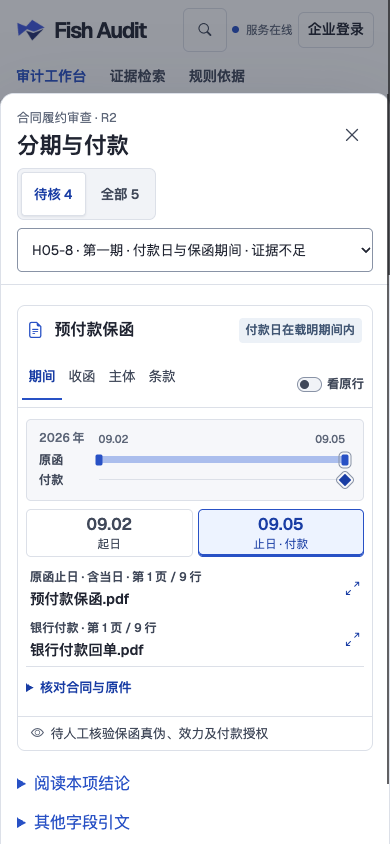 Fish Audit
服务在线
企业登录
审计工作台 证据检索 规则依据
合同履约审查 · R2
分期与付款
待核 4 全部 5
H05-8 · 第一期 · 付款日与保函期间 · 证据不足
预付款保函
付款日在载明期间内
期间 收函 主体 条款
看原行
2026 年 09.02 09.05
原函
付款
09.02
起日
09.05
止日 · 付款
原函止日 · 含当日 · 第 1 页 / 9 行
预付款保函.pdf
银行付款 · 第 1 页 / 9 行
银行付款回单.pdf
核对合同与原件
待人工核验保函真伪、效力及付款授权
阅读本项结论
其他字段引文